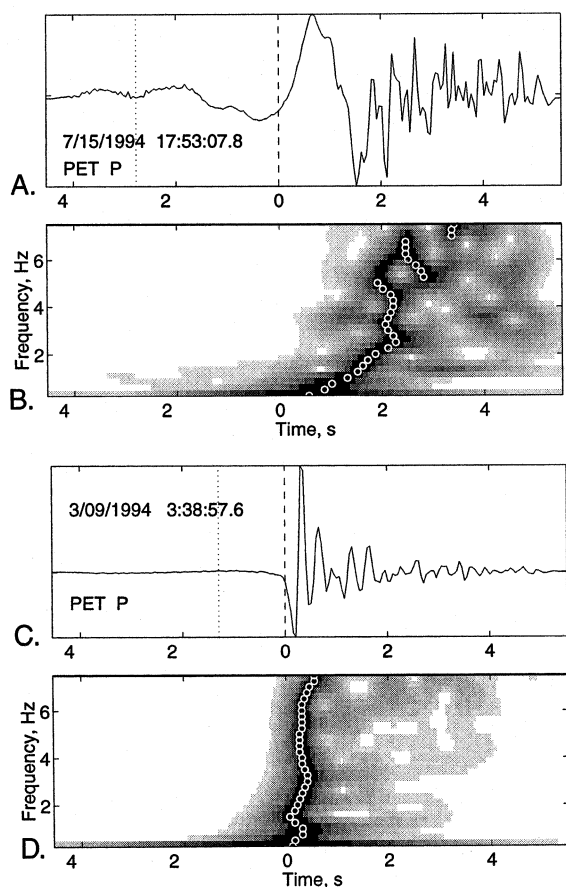 7/15/1994 17:53:07.8
PET P
A.
4 2 0 2 4
Frequency, Hz
6
4
2
B.
4 2 0 2 4
Time, s
3/09/1994 3:38:57.6
PET P
C.
4 2 0 2 4
Frequency, Hz
6
4
2
D.
4 2 0 2 4
Time, s